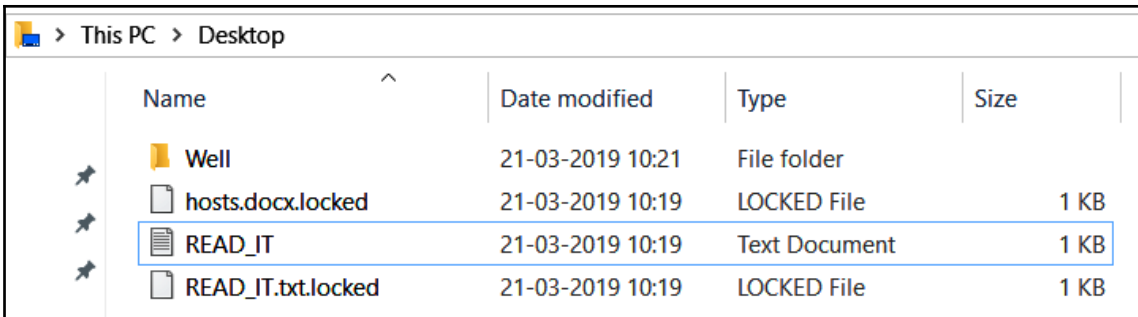 > This PC > Desktop
Name Date modified Type Size
Well 21-03-2019 10:21 File folder
hosts.docx.locked 21-03-2019 10:19 LOCKED File 1 KB
READ_IT 21-03-2019 10:19 Text Document 1 KB
READ_IT.txt.locked 21-03-2019 10:19 LOCKED File 1 KB